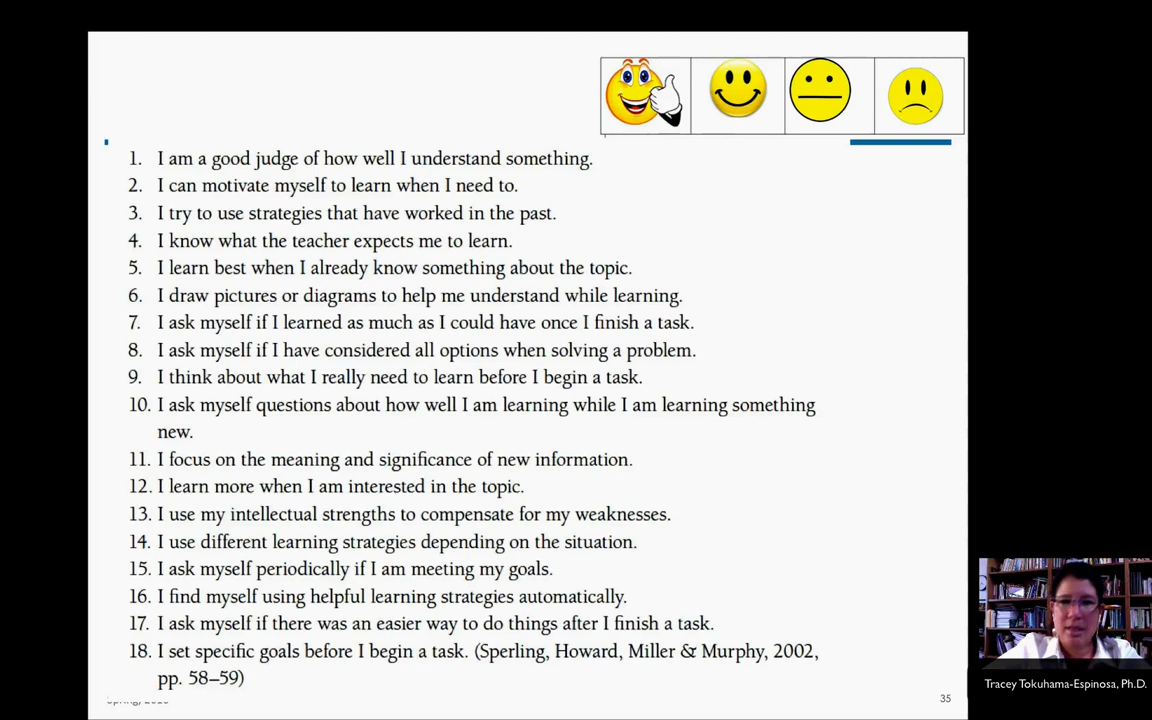 1. I am a good judge of how well I understand something.
2. I can motivate myself to learn when I need to.
3. I try to use strategies that have worked in the past.
4. I know what the teacher expects me to learn.
5. I learn best when I already know something about the topic.
6. I draw pictures or diagrams to help me understand while learning.
7. I ask myself if I learned as much as I could have once I finish a task.
8. I ask myself if I have considered all options when solving a problem.
9. I think about what I really need to learn before I begin a task.
10. I ask myself questions about how well I am learning while I am learning something
new.
11. I focus on the meaning and significance of new information.
12. I learn more when I am interested in the topic.
13. I use my intellectual strengths to compensate for my weaknesses.
14. I use different learning strategies depending on the situation.
15. I ask myself periodically if I am meeting my goals.
16. I find myself using helpful learning strategies automatically.
17. I ask myself if there was an easier way to do things after I finish a task.
18. I set specific goals before I begin a task. (Sperling, Howard, Miller & Murphy, 2002,
pp. 58–59)
35
Tracey Tokuhama-Espinosa, Ph.D.